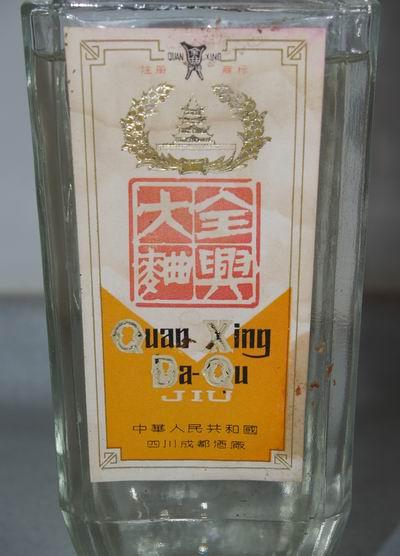 QUAN XING
注册 商标
全興
大麯
Quan Xing
Da-Qu
JIU
中華人民共和國
四川成都酒廠